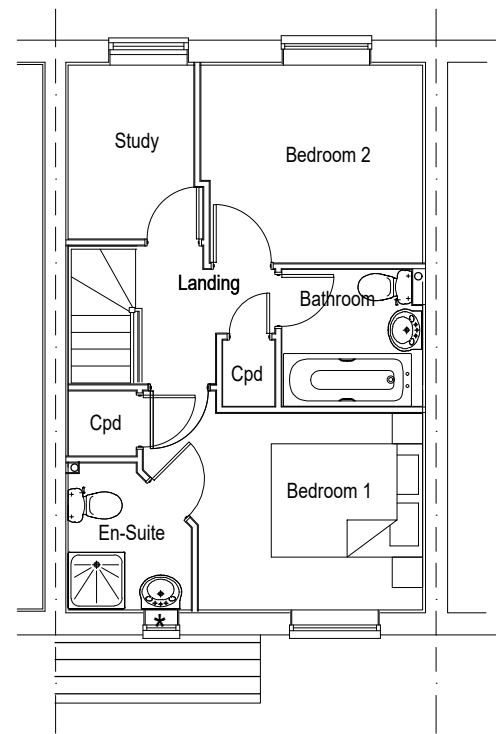 Study
Bedroom 2
Landing
Bathroom
Cpd
Cpd
Bedroom 1
En-Suite
*